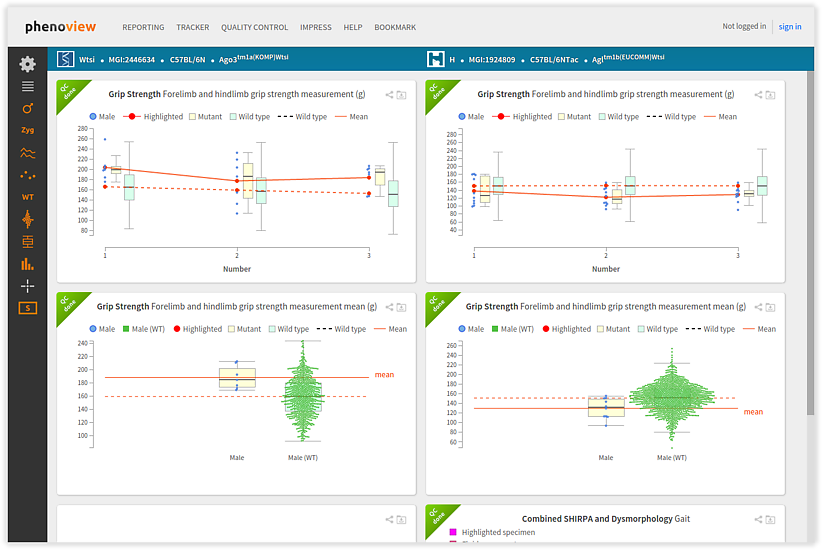 phenoview REPORTING TRACKER QUALITY CONTROL IMPRESS HELP BOOKMARK Not logged in sign in
Wtsi • MGI:2446634 • C57BL/6N • Ago3tm1a(KOMP)Wtsi
H • MGI:1924809 • C57BL/6NTac • Agltm1b(EUCOMM)Wtsi
Zyg
WT
S
QC done
Grip Strength Forelimb and hindlimb grip strength measurement (g)
Male Highlighted Mutant Wild type Wild type Mean
280
260
240
220
200
180
160
140
120
100
80
1 2 3
Number
QC done
Grip Strength Forelimb and hindlimb grip strength measurement (g)
Male Highlighted Mutant Wild type Wild type Mean
280
260
240
220
200
180
160
140
120
100
80
60
40
1 2 3
Number
QC done
Grip Strength Forelimb and hindlimb grip strength measurement mean (g)
Male Male (WT) Highlighted Mutant Wild type Wild type Mean
240
220
200
180
160
140
120
100
mean
Male Male (WT)
QC done
Grip Strength Forelimb and hindlimb grip strength measurement mean (g)
Male Male (WT) Highlighted Mutant Wild type Wild type Mean
260
240
220
200
180
160
140
120
100
80
60
mean
Male Male (WT)
QC done
Combined SHIRPA and Dysmorphology Gait
Highlighted specimen